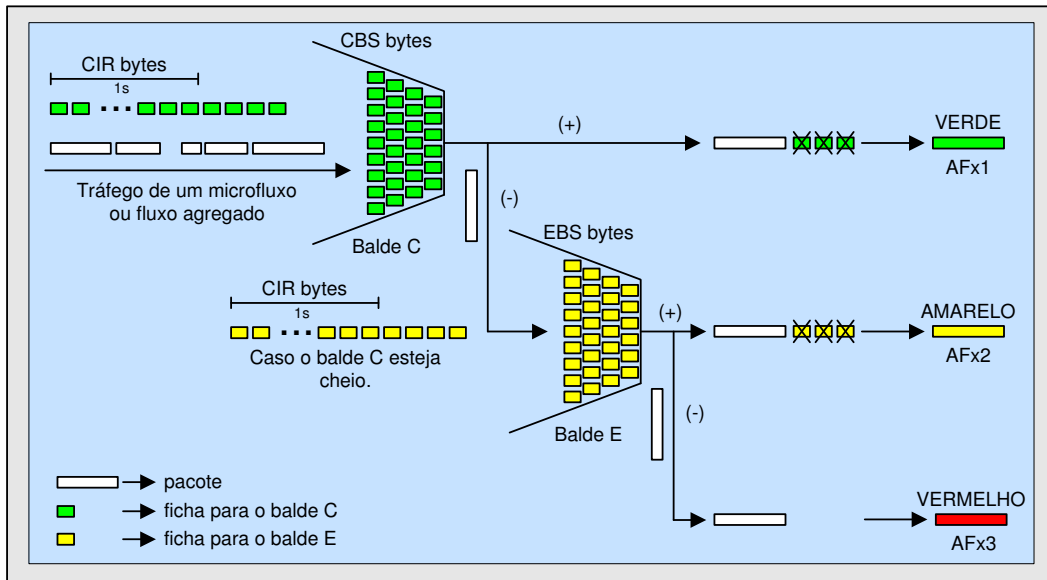 CBS bytes
CIR bytes
1s
(+)
VERDE
AFx1
Tráfego de um microfluxo
ou fluxo agregado
(-)
Balde C
EBS bytes
CIR bytes
1s
(+)
AMARELO
AFx2
Caso o balde C esteja
cheio.
(-)
Balde E
pacote
ficha para o balde C
ficha para o balde E
VERMELHO
AFx3